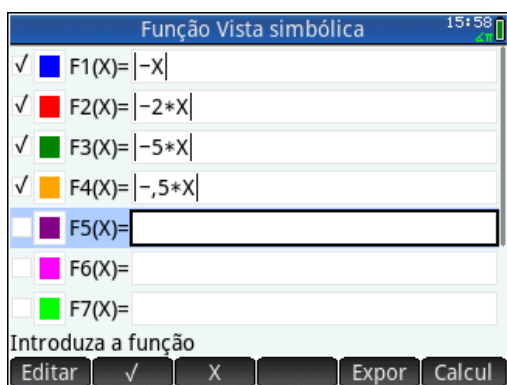 Função Vista simbólica 15:58
∡π
√ F1(X)= |−X|
√ F2(X)= |−2*X|
√ F3(X)= |−5*X|
√ F4(X)= |−,5*X|
F5(X)=
F6(X)=
F7(X)=
Introduza a função
Editar √ X Expor Calcul